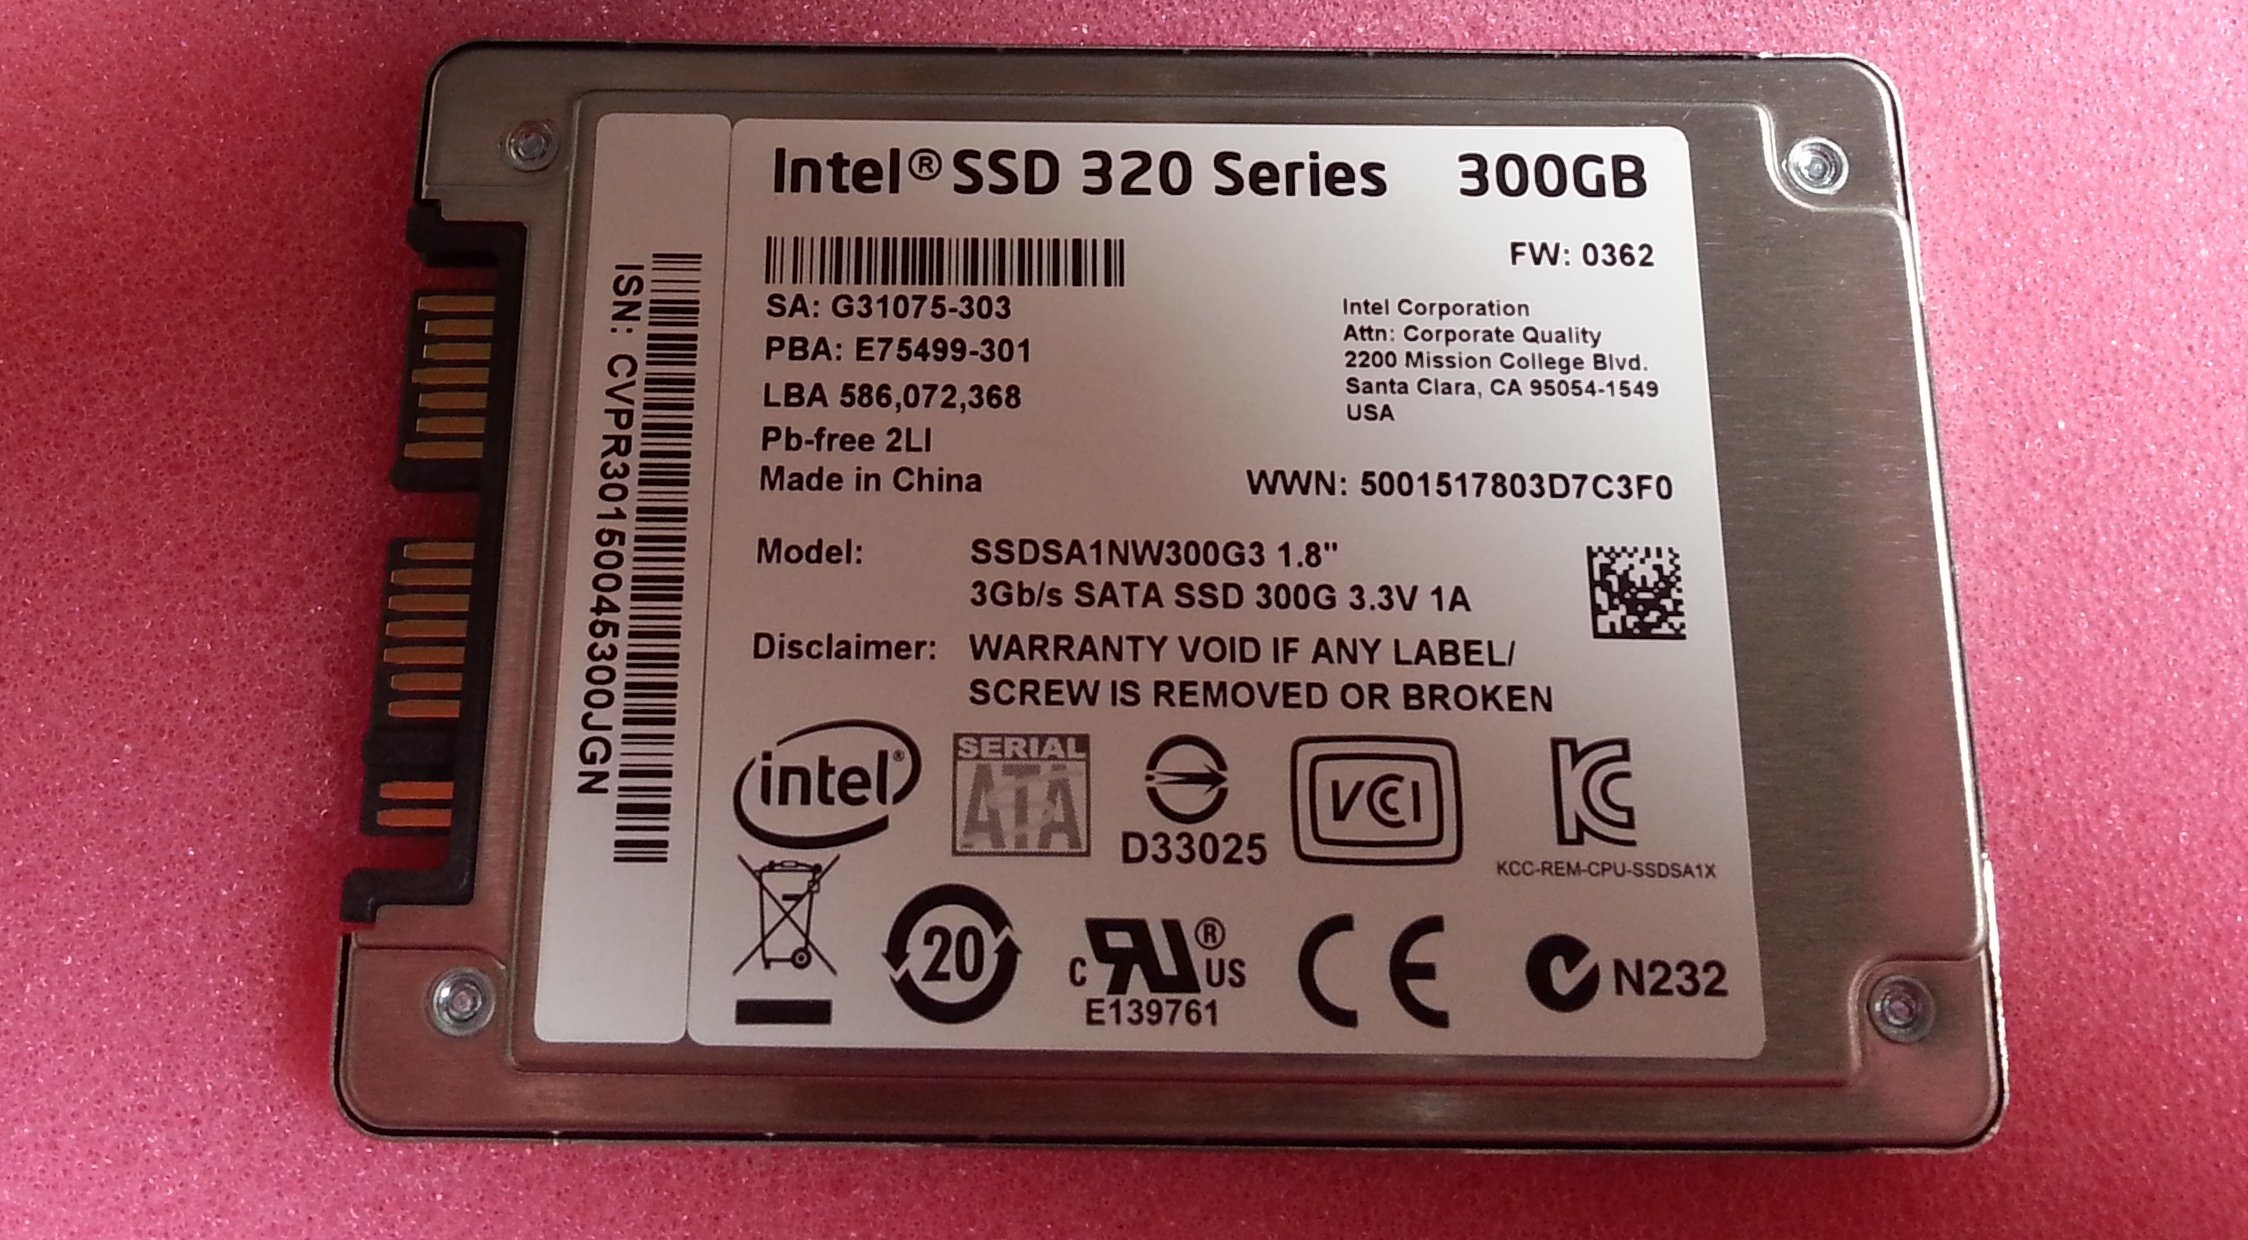 Intel® SSD 320 Series 300GB
FW: 0362
SA: G31075-303
PBA: E75499-301
LBA 586,072,368
Pb-free 2LI
Made in China
Intel Corporation
Attn: Corporate Quality
2200 Mission College Blvd.
Santa Clara, CA 95054-1549
USA
WWN: 5001517803D7C3F0
Model: SSDSA1NW300G3 1.8"
3Gb/s SATA SSD 300G 3.3V 1A
Disclaimer: WARRANTY VOID IF ANY LABEL/
SCREW IS REMOVED OR BROKEN
intel®
SERIAL
ATA
D33025
VCCI
KC
KCC-REM-CPU-SSDSA1X
20
c RU® US
E139761
CE
N232
ISN: CVPR30150045300JGN